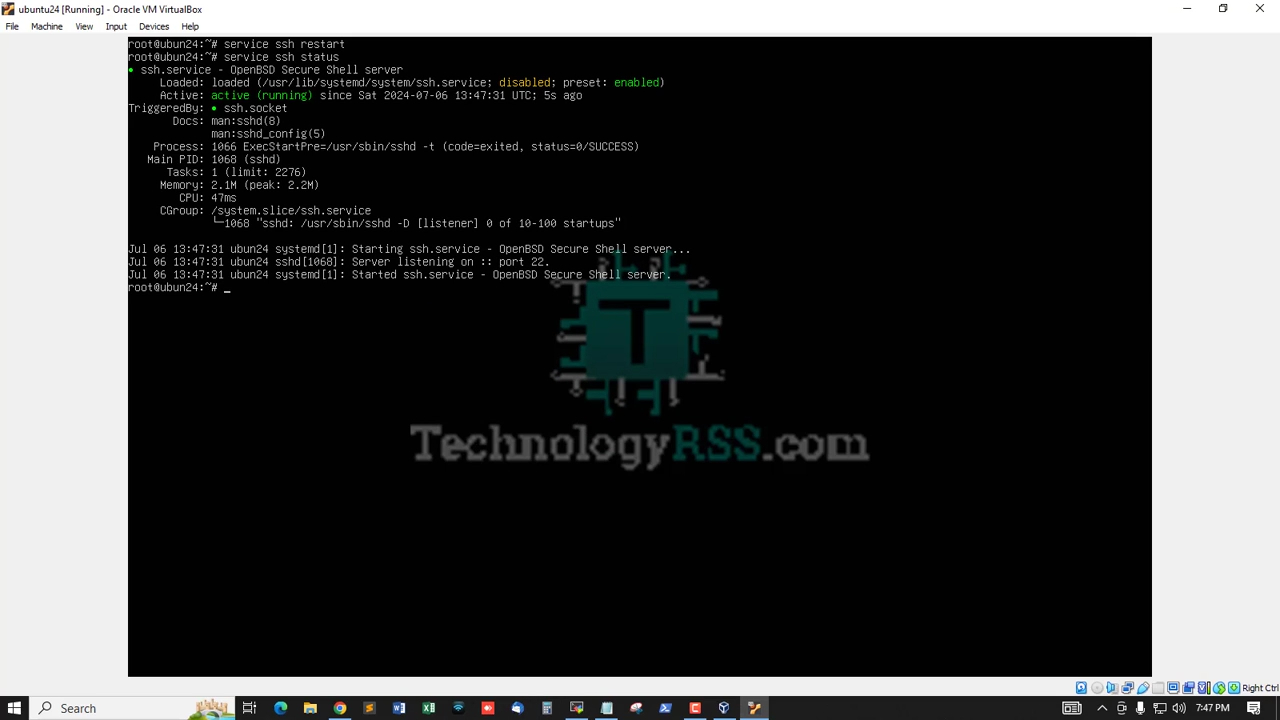 ubuntu24 [Running] - Oracle VM VirtualBox
File Machine View Input Devices Help
root@ubun24:~# service ssh restart
root@ubun24:~# service ssh status
● ssh.service - OpenBSD Secure Shell server
Loaded: loaded (/usr/lib/systemd/system/ssh.service; disabled; preset: enabled)
Active: active (running) since Sat 2024-07-06 13:47:31 UTC; 5s ago
TriggeredBy: ● ssh.socket
Docs: man:sshd(8)
man:sshd_config(5)
Process: 1066 ExecStartPre=/usr/sbin/sshd -t (code=exited, status=0/SUCCESS)
Main PID: 1068 (sshd)
Tasks: 1 (limit: 2276)
Memory: 2.1M (peak: 2.2M)
CPU: 47ms
CGroup: /system.slice/ssh.service
└─1068 "sshd: /usr/sbin/sshd -D [listener] 0 of 10-100 startups"
Jul 06 13:47:31 ubun24 systemd[1]: Starting ssh.service - OpenBSD Secure Shell server...
Jul 06 13:47:31 ubun24 sshd[1068]: Server listening on :: port 22.
Jul 06 13:47:31 ubun24 systemd[1]: Started ssh.service - OpenBSD Secure Shell server.
root@ubun24:~# _
T
TechnologyRSS.com
Right Ctrl
Search
7:47 PM